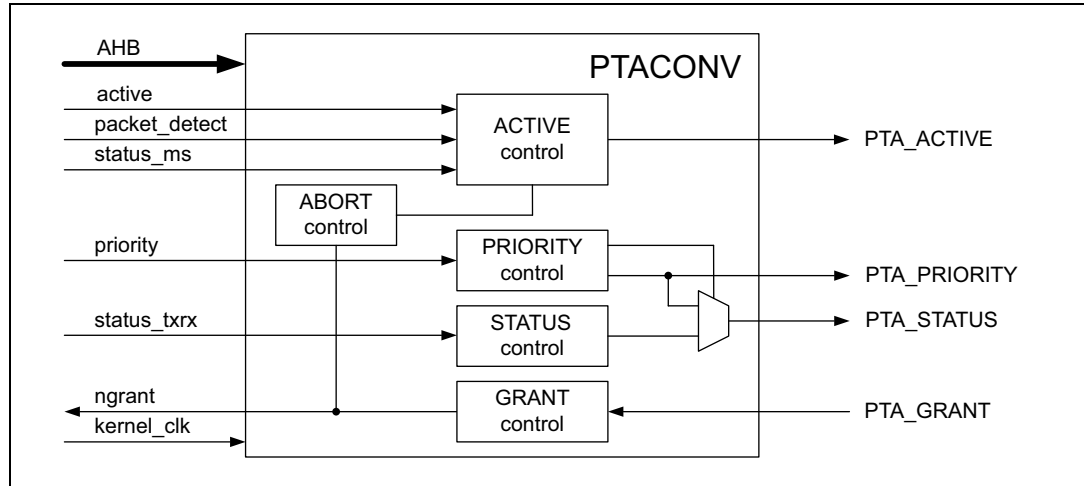 AHB
PTACONV
active
packet_detect
status_ms
ACTIVE
control
PTA_ACTIVE
ABORT
control
priority
PRIORITY
control
PTA_PRIORITY
status_txrx
STATUS
control
PTA_STATUS
ngrant
kernel_clk
GRANT
control
PTA_GRANT